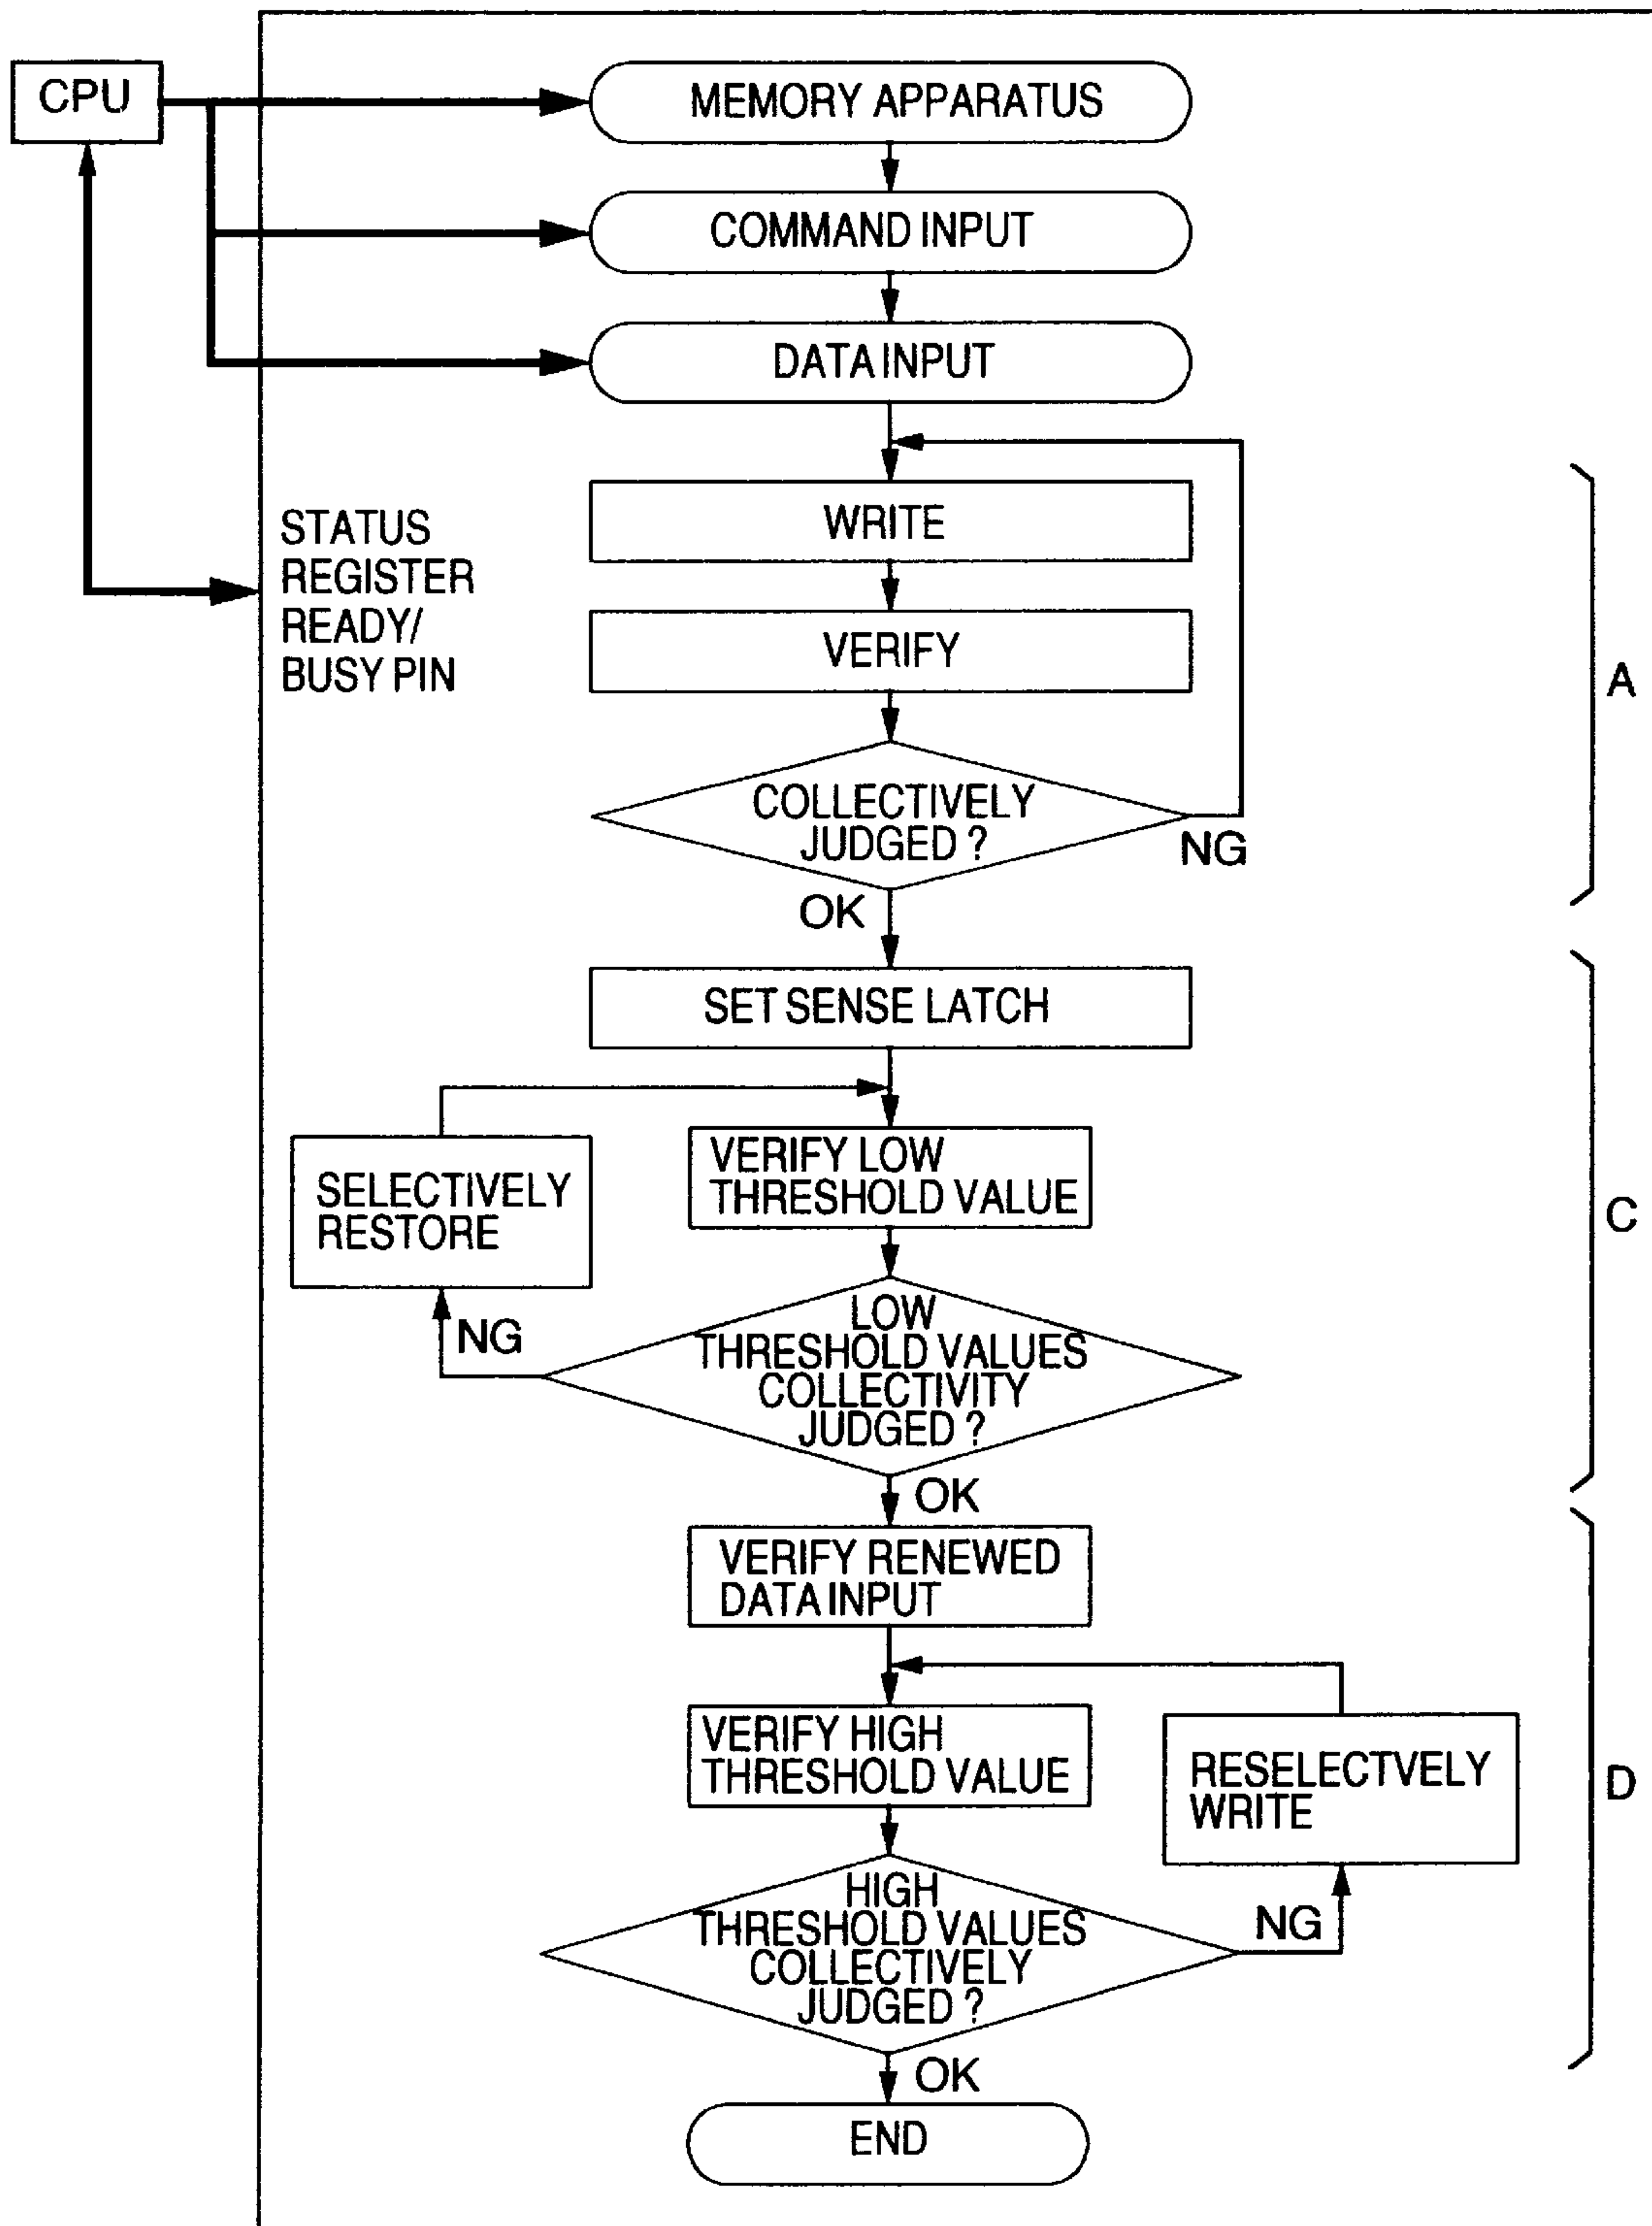 CPU
MEMORY APPARATUS
COMMAND INPUT
DATA INPUT
STATUS
REGISTER
READY/
BUSY PIN
WRITE
VERIFY
A
COLLECTIVELY
JUDGED ?
NG
OK
SET SENSE LATCH
SELECTIVELY
RESTORE
VERIFY LOW
THRESHOLD VALUE
C
NG
LOW
THRESHOLD VALUES
COLLECTIVITY
JUDGED ?
OK
VERIFY RENEWED
DATA INPUT
VERIFY HIGH
THRESHOLD VALUE
RESELECTVELY
WRITE
D
HIGH
THRESHOLD VALUES
COLLECTIVELY
JUDGED ?
NG
OK
END